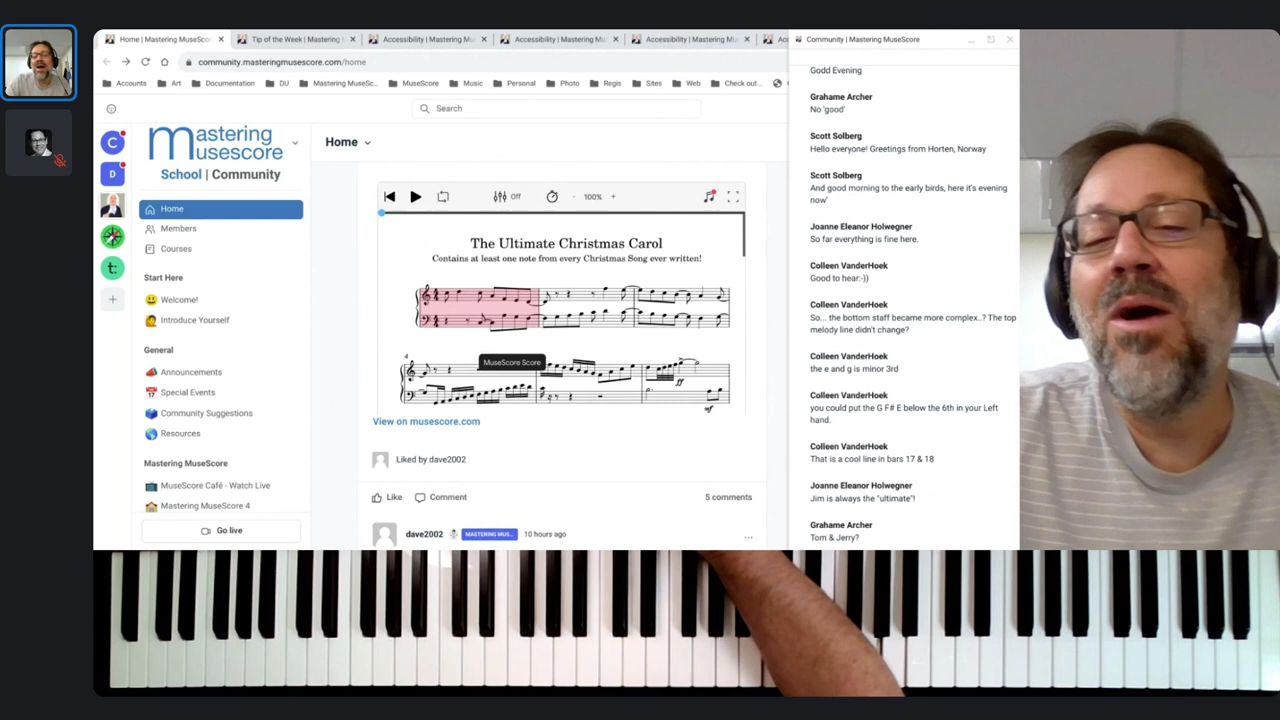 Home | Mastering MuseSco
Tip of the Week | Mastering
Accessibility | Mastering Mu
Accessibility | Mastering Mu
Accessibility | Mastering Mu
Acc
community.masteringmusescore.com/home
Accounts
Art
Documentation
DU
Mastering MuseSc...
MuseScore
Music
Personal
Photo
Regis
Sites
Web
Check out...
Search
Mastering
Musescore
School | Community
Home
Members
Courses
Start Here
Welcome!
Introduce Yourself
General
Announcements
Special Events
Community Suggestions
Resources
Mastering MuseScore
MuseScore Café - Watch Live
Mastering MuseScore 4
Go live
C
D
t:
Home
Off
- 100% +
The Ultimate Christmas Carol
Contains at least one note from every Christmas Song ever written!
4
MuseScore Score
ff
mf
View on musescore.com
Liked by dave2002
Like
Comment
5 comments
dave2002
MASTERING MUS...
10 hours ago
...
Community | Mastering MuseScore
Godd Evening
Grahame Archer
No 'good'
Scott Solberg
Hello everyone! Greetings from Horten, Norway
Scott Solberg
And good morning to the early birds, here it's evening
now'
Joanne Eleanor Holwegner
So far everything is fine here.
Colleen VanderHoek
Good to hear:-))
Colleen VanderHoek
So... the bottom staff became more complex..? The top
melody line didn't change?
Colleen VanderHoek
the e and g is minor 3rd
Colleen VanderHoek
you could put the G F# E below the 6th in your Left
hand.
Colleen VanderHoek
That is a cool line in bars 17 & 18
Joanne Eleanor Holwegner
Jim is always the "ultimate"!
Grahame Archer
Tom & Jerry?